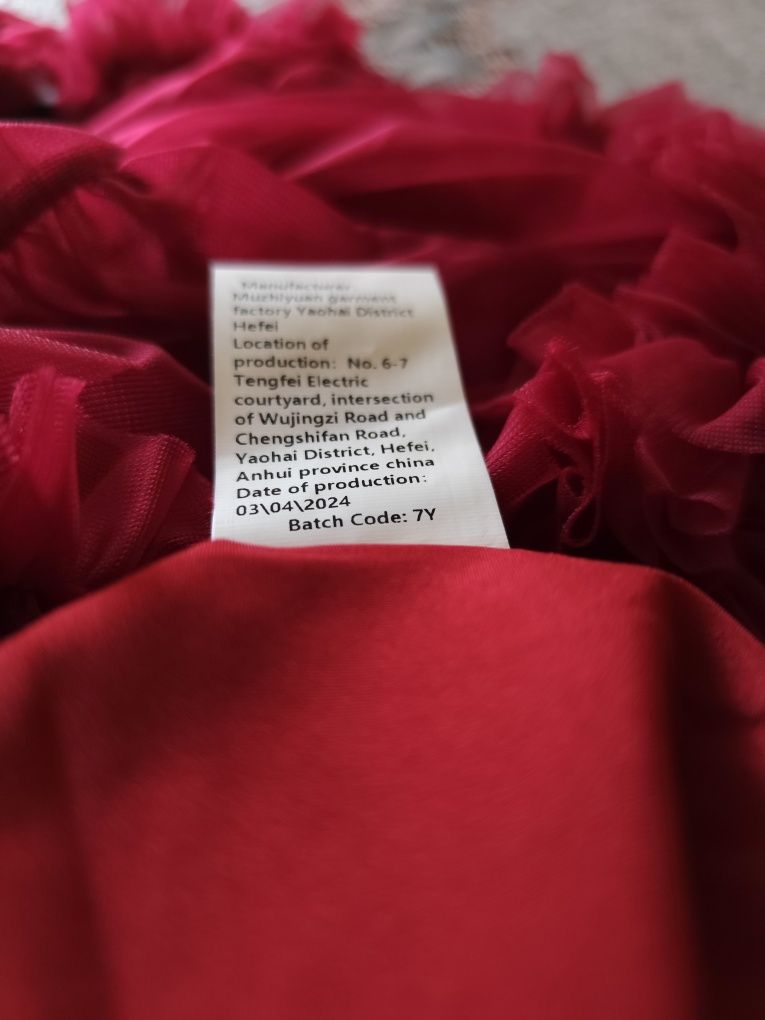 Manufacturer:
Muzhiyuan garment
factory Yaohai District
Hefei
Location of
production: No. 6-7
Tengfei Electric
courtyard, intersection
of Wujingzi Road and
Chengshifan Road,
Yaohai District, Hefei,
Anhui province china
Date of production:
03\04\2024
Batch Code: 7Y